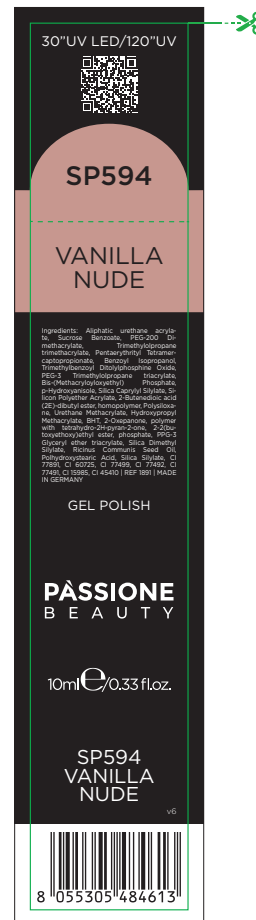 30”UV LED/120”UV
SP594
VANILLA
NUDE
Ingredients: Aliphatic urethane acryla-
te, Sucrose Benzoate, PEG-200 Di-
methacrylate, Trimethylolpropane
trimethacrylate, Pentaerythrityl Tetramer-
captopropionate, Benzoyl Isopropanol,
Trimethylbenzoyl Ditolylphosphine Oxide,
PEG-3 Trimethylolpropane triacrylate,
Bis-(Methacryloyloxyethyl) Phosphate,
p-Hydroxyanisole, Silica Caprylyl Silylate, Si-
licon Polyether Acrylate, 2-Butenedioic acid
(2E)-dibutyl ester, homopolymer, Polysiloxa-
ne, Urethane Methacrylate, Hydroxypropyl
Methacrylate, BHT, 2-Oxepanone, polymer
with tetrahydro-2H-pyran-2-one, 2-2(bu-
toxyethoxy)ethyl ester, phosphate, PPG-3
Glyceryl ether triacrylate, Silica Dimethyl
Silylate, Ricinus Communis Seed Oil,
Polhydroxystearic Acid, Silica Silylate, CI
77891, CI 60725, CI 77499, CI 77492, CI
77491, CI 15985, CI 45410 | REF 1891 | MADE
IN GERMANY
GEL POLISH
PÀSSIONE
BEAUTY
10ml℮/0.33 fl.oz.
SP594
VANILLA
NUDE
v6
8 055305 484613